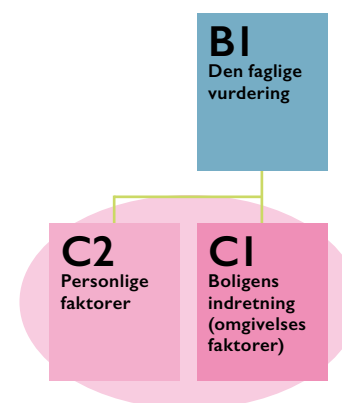 B1
Den faglige
vurdering
C2
Personlige
faktorer
C1
Boligens
indretning
(omgivelses
faktorer)